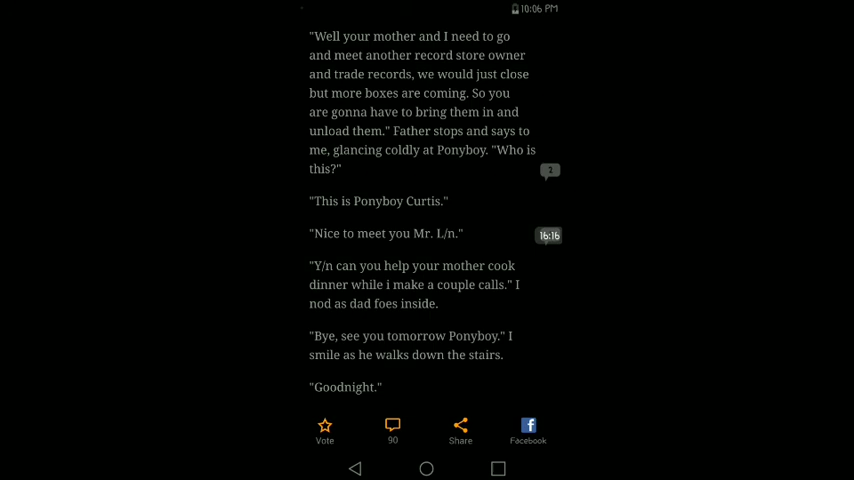 10:06 PM
"Well your mother and I need to go
and meet another record store owner
and trade records, we would just close
but more boxes are coming. So you
are gonna have to bring them in and
unload them." Father stops and says to
me, glancing coldly at Ponyboy. "Who is
this?"
2
"This is Ponyboy Curtis."
"Nice to meet you Mr. L/n."
16:16
"Y/n can you help your mother cook
dinner while i make a couple calls." I
nod as dad foes inside.
"Bye, see you tomorrow Ponyboy." I
smile as he walks down the stairs.
"Goodnight."
Vote
90
Share
Facebook